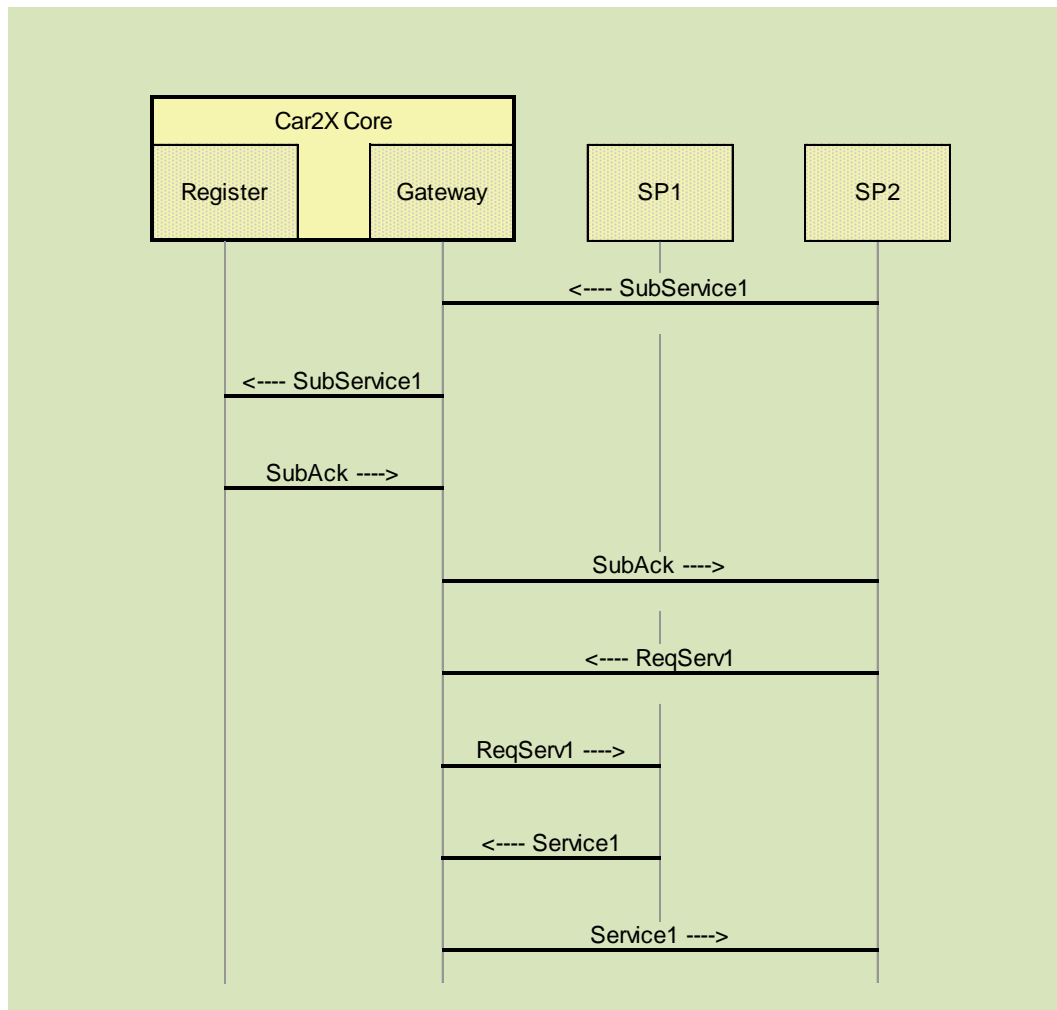 Car2X Core
Register
Gateway
SP1
SP2
<---- SubService1
<---- SubService1
SubAck ---->
SubAck ---->
<---- ReqServ1
ReqServ1 ---->
<---- Service1
Service1 ---->